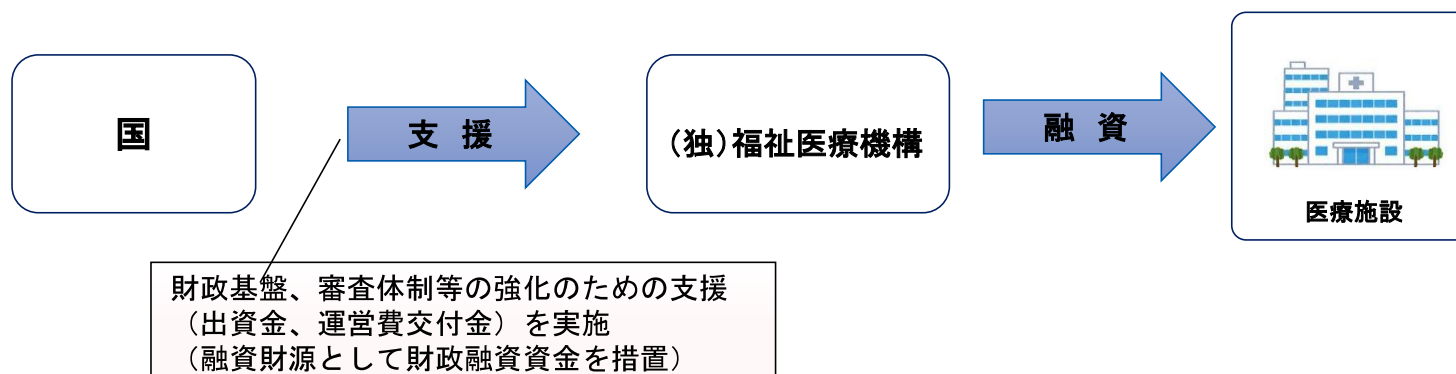 国
支 援
（独）福祉医療機構
融 資
医療施設
財政基盤、審査体制等の強化のための支援
（出資金、運営費交付金）を実施
（融資財源として財政融資資金を措置）